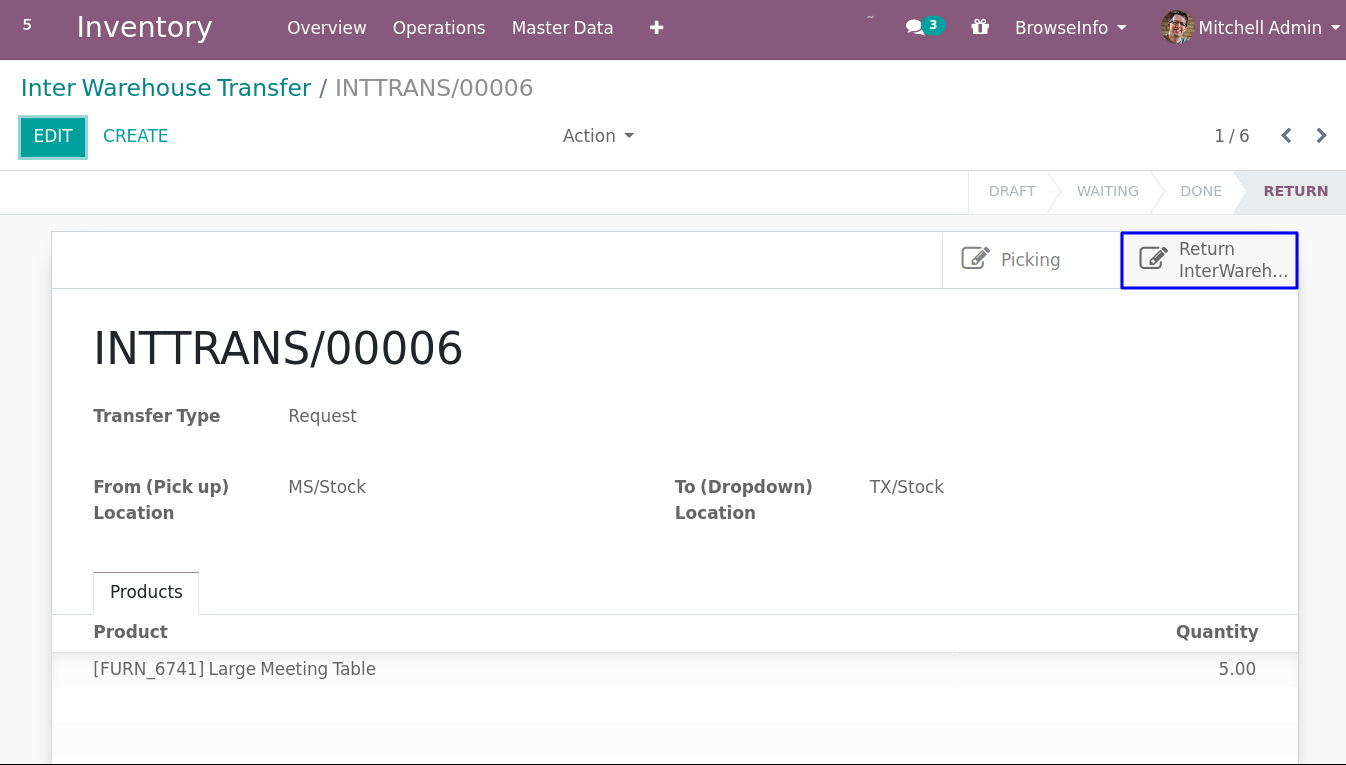 5 Inventory Overview Operations Master Data 3 BrowseInfo Mitchell Admin
Inter Warehouse Transfer / INTTRANS/00006
EDIT CREATE Action 1 / 6
DRAFT WAITING DONE RETURN
Picking
Return
InterWareh...
INTTRANS/00006
Transfer Type Request
From (Pick up)
Location
MS/Stock
To (Dropdown)
Location
TX/Stock
Products
Product Quantity
[FURN_6741] Large Meeting Table 5.00